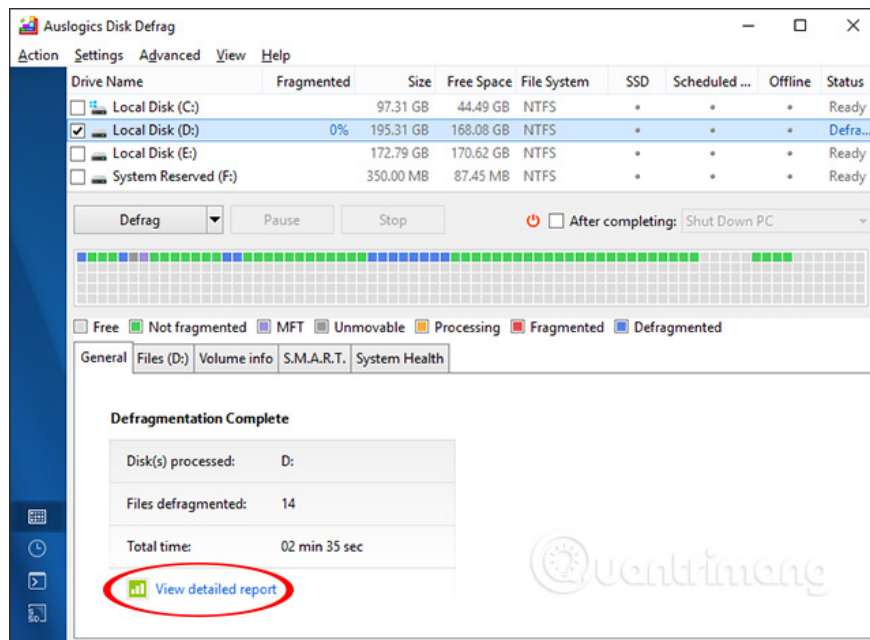 Auslogics Disk Defrag
Action Settings Advanced View Help
Drive Name Fragmented Size Free Space File System SSD Scheduled ... Offline Status
Local Disk (C:) 97.31 GB 44.49 GB NTFS Ready
Local Disk (D:) 0% 195.31 GB 168.08 GB NTFS Defra...
Local Disk (E:) 172.79 GB 170.62 GB NTFS Ready
System Reserved (F:) 350.00 MB 87.45 MB NTFS Ready
Defrag Pause Stop After completing: Shut Down PC
Free Not fragmented MFT Unmovable Processing Fragmented Defragmented
General Files (D:) Volume info S.M.A.R.T. System Health
Defragmentation Complete
Disk(s) processed: D:
Files defragmented: 14
Total time: 02 min 35 sec
View detailed report
Quantrimang